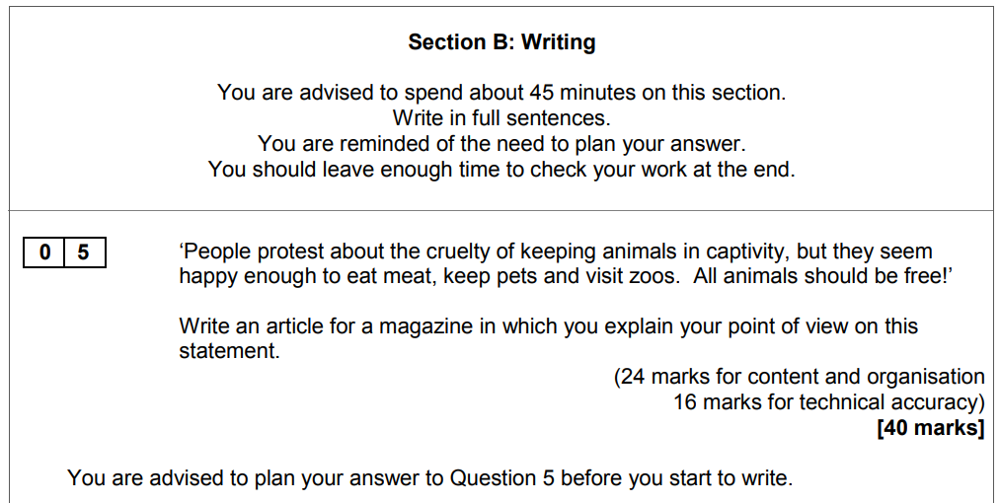 Section B: Writing
You are advised to spend about 45 minutes on this section.
Write in full sentences.
You are reminded of the need to plan your answer.
You should leave enough time to check your work at the end.
0 5
‘People protest about the cruelty of keeping animals in captivity, but they seem
happy enough to eat meat, keep pets and visit zoos.  All animals should be free!’
Write an article for a magazine in which you explain your point of view on this
statement.
(24 marks for content and organisation
16 marks for technical accuracy)
[40 marks]
You are advised to plan your answer to Question 5 before you start to write.